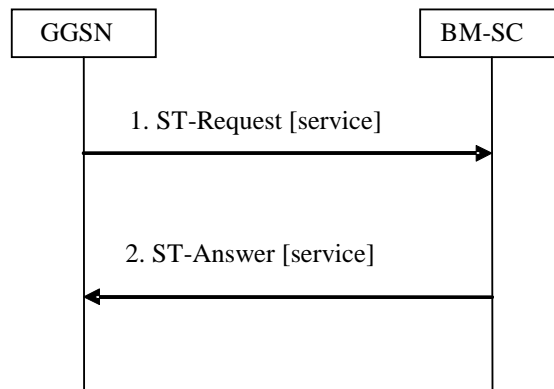 GGSN
BM-SC
1. ST-Request [service]
2. ST-Answer [service]